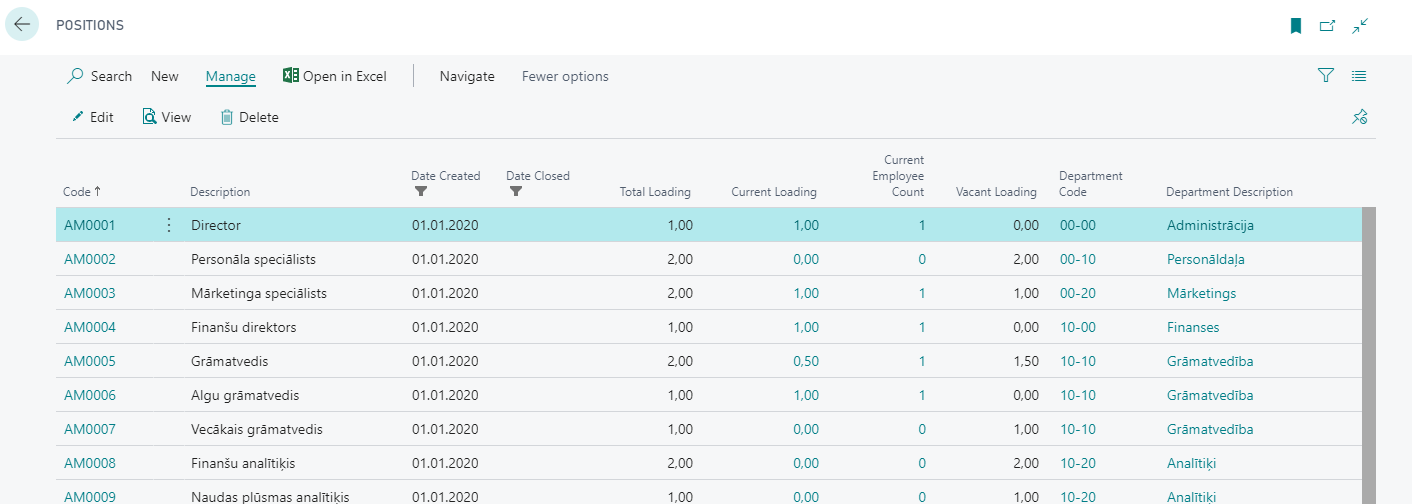 POSITIONS
Search New Manage Open in Excel Navigate Fewer options
Edit View Delete
Code ↑ Description Date Created Date Closed Total Loading Current Loading Current Employee Count Vacant Loading Department Code Department Description
AM0001 Director 01.01.2020 1,00 1,00 1 0,00 00-00 Administrācija
AM0002 Personāla speciālists 01.01.2020 2,00 0,00 0 2,00 00-10 Personāldaļa
AM0003 Mārketinga speciālists 01.01.2020 2,00 1,00 1 1,00 00-20 Mārketings
AM0004 Finanšu direktors 01.01.2020 1,00 1,00 1 0,00 10-00 Finanses
AM0005 Grāmatvedis 01.01.2020 2,00 0,50 1 1,50 10-10 Grāmatvedība
AM0006 Algu grāmatvedis 01.01.2020 1,00 1,00 1 0,00 10-10 Grāmatvedība
AM0007 Vecākais grāmatvedis 01.01.2020 1,00 0,00 0 1,00 10-10 Grāmatvedība
AM0008 Finanšu analītiķis 01.01.2020 2,00 0,00 0 2,00 10-20 Analītiķi
AM0009 Naudas plūsmas analītiķis 01.01.2020 1,00 0,00 0 1,00 10-20 Analītiķi